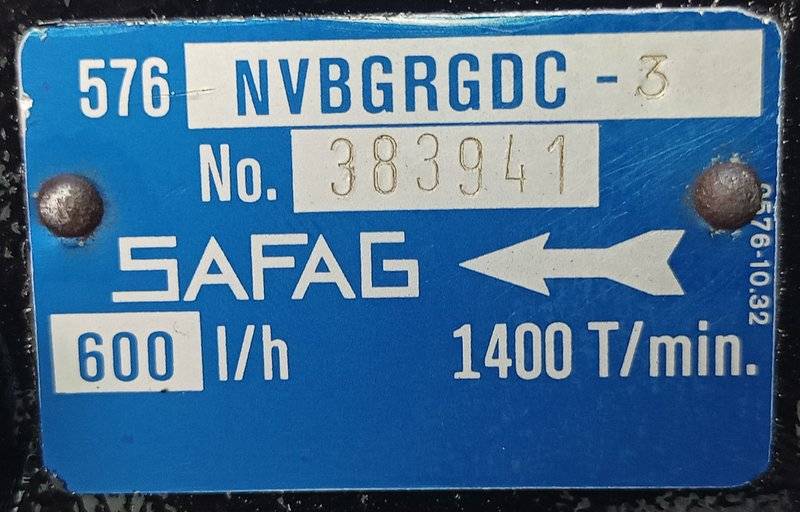 576 NVBGRGDC - 3
No. 383941
SAFAG
600 l/h 1400 T/min.
0576-10.32